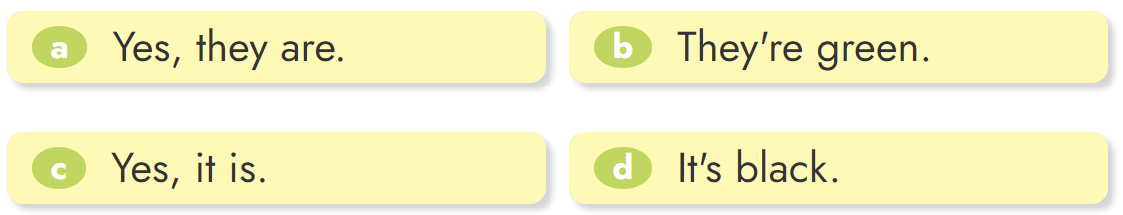 a Yes, they are.
b They're green.
c Yes, it is.
d It's black.